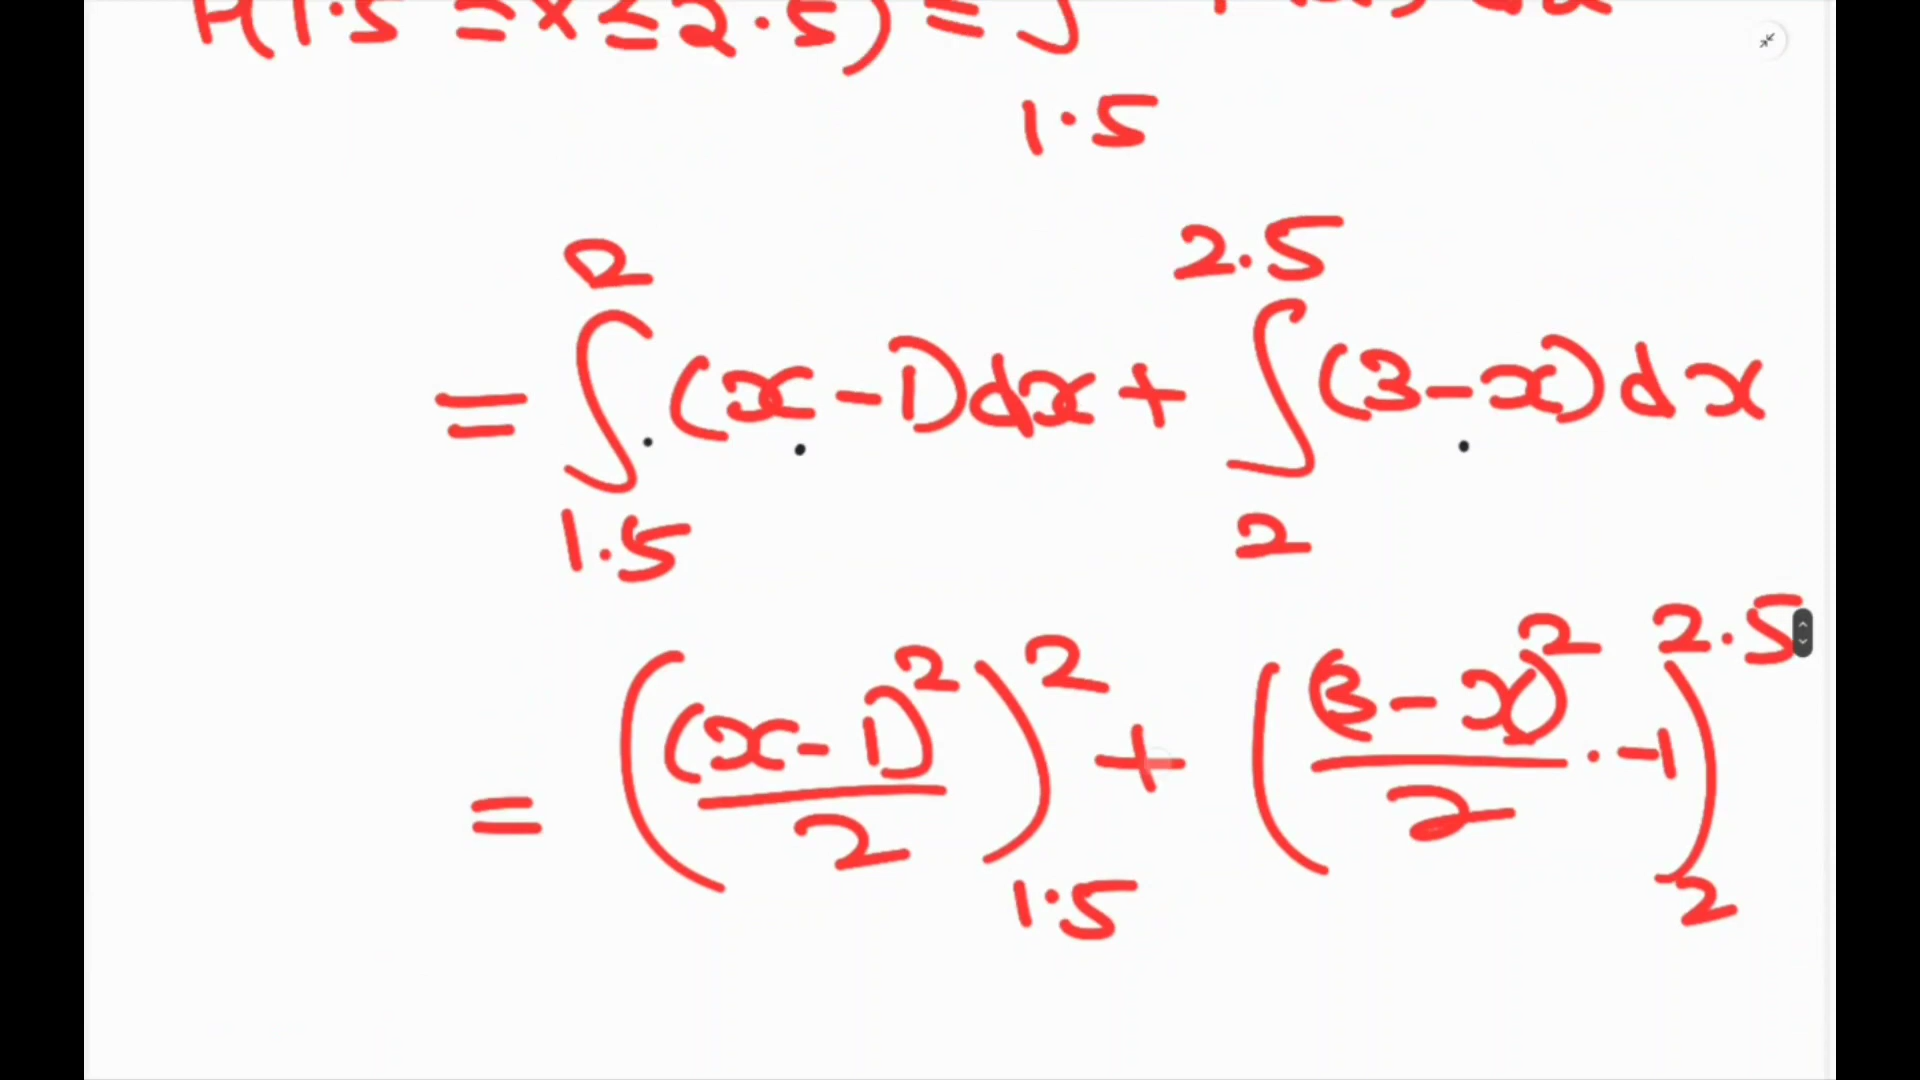 P(1.5 ≤ x ≤ 2.5) = ∫_{1.5}
= ∫_{1.5}^{2} (x-1)dx + ∫_{2}^{2.5} (3-x)dx
= ((x-1)^2/2)_{1.5}^{2} + ((3-x)^2/2 · -1)_{2}^{2.5}